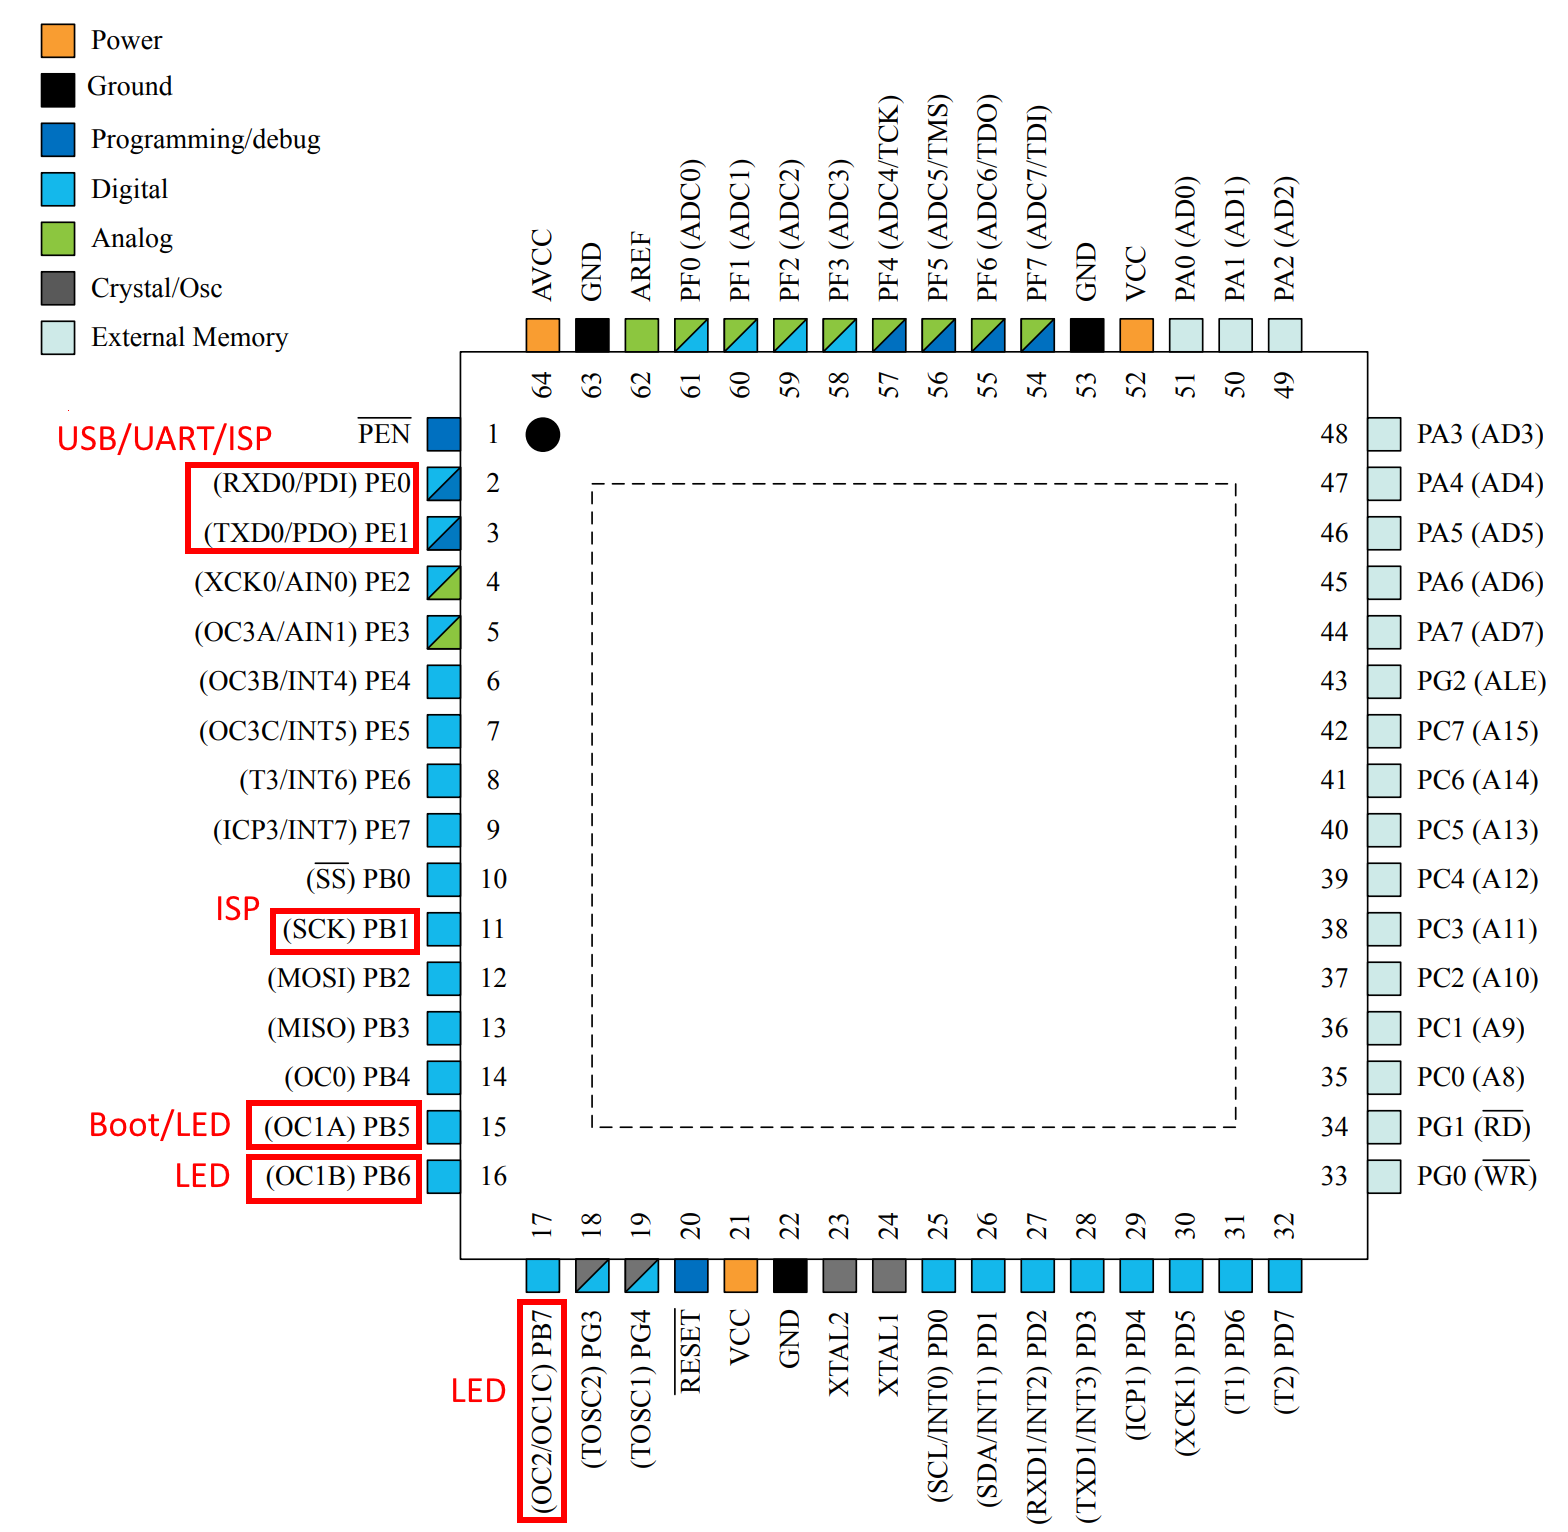 Power
Ground
Programming/debug
Digital
Analog
Crystal/Osc
External Memory
AVCC
GND
AREF
PF0 (ADC0)
PF1 (ADC1)
PF2 (ADC2)
PF3 (ADC3)
PF4 (ADC4/TCK)
PF5 (ADC5/TMS)
PF6 (ADC6/TDO)
PF7 (ADC7/TDI)
GND
VCC
PA0 (AD0)
PA1 (AD1)
PA2 (AD2)
64
63
62
61
60
59
58
57
56
55
54
53
52
51
50
49
USB/UART/ISP
PEN 1
(RXD0/PDI) PE0 2
(TXD0/PDO) PE1 3
(XCK0/AIN0) PE2 4
(OC3A/AIN1) PE3 5
(OC3B/INT4) PE4 6
(OC3C/INT5) PE5 7
(T3/INT6) PE6 8
(ICP3/INT7) PE7 9
(SS) PB0 10
ISP
(SCK) PB1 11
(MOSI) PB2 12
(MISO) PB3 13
(OC0) PB4 14
Boot/LED (OC1A) PB5 15
LED (OC1B) PB6 16
48 PA3 (AD3)
47 PA4 (AD4)
46 PA5 (AD5)
45 PA6 (AD6)
44 PA7 (AD7)
43 PG2 (ALE)
42 PC7 (A15)
41 PC6 (A14)
40 PC5 (A13)
39 PC4 (A12)
38 PC3 (A11)
37 PC2 (A10)
36 PC1 (A9)
35 PC0 (A8)
34 PG1 (RD)
33 PG0 (WR)
17
18
19
20
21
22
23
24
25
26
27
28
29
30
31
32
LED
(OC2/OC1C) PB7
(TOSC2) PG3
(TOSC1) PG4
RESET
VCC
GND
XTAL2
XTAL1
(SCL/INT0) PD0
(SDA/INT1) PD1
(RXD1/INT2) PD2
(TXD1/INT3) PD3
(ICP1) PD4
(XCK1) PD5
(T1) PD6
(T2) PD7